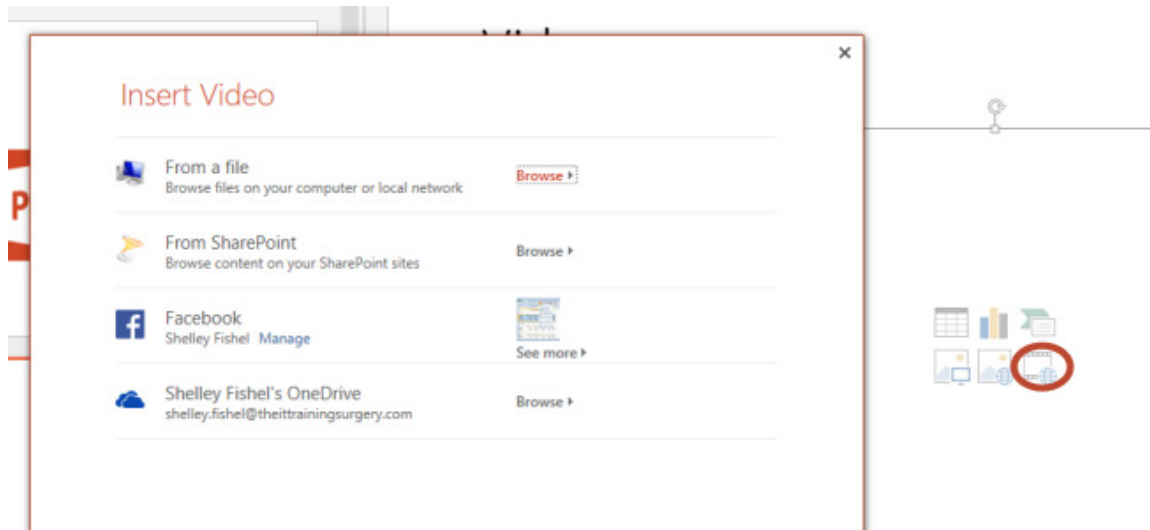 Insert Video
From a file
Browse files on your computer or local network
Browse
From SharePoint
Browse content on your SharePoint sites
Browse
Facebook
Shelley Fishel Manage
See more
Shelley Fishel's OneDrive
shelley.fishel@theittrainingsurgery.com
Browse
P